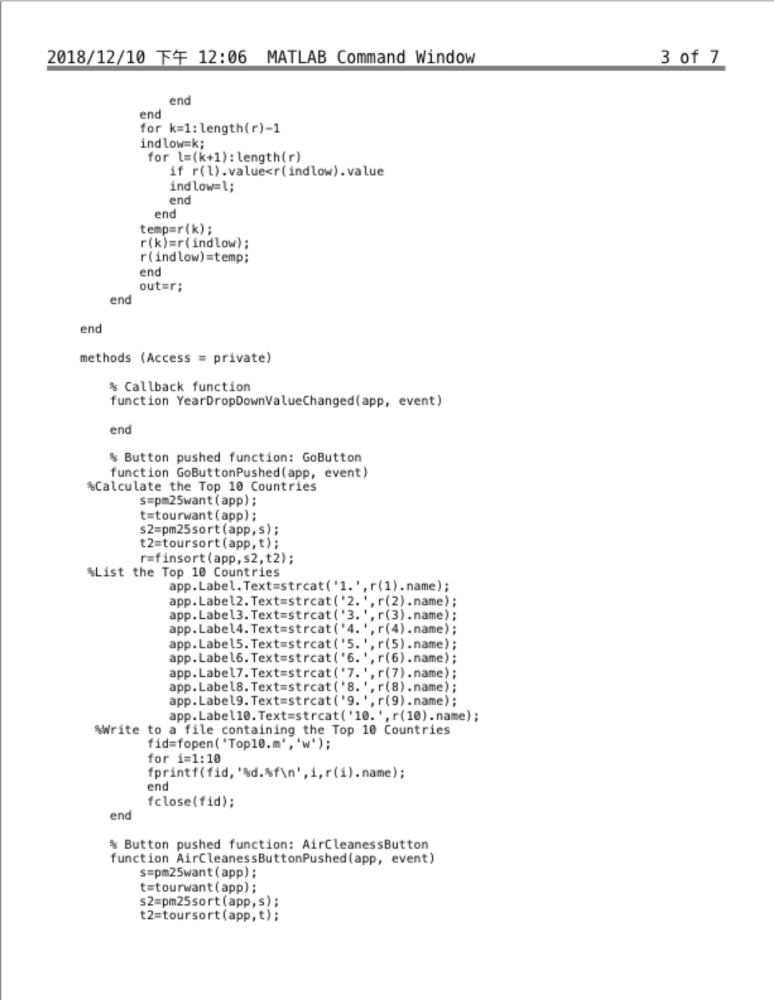 2018/12/10 下午 12:06  MATLAB Command Window  3 of 7
end
end
for k=1:length(r)-1
indlow=k;
for l=(k+1):length(r)
if r(l).value<r(indlow).value
indlow=l;
end
end
temp=r(k);
r(k)=r(indlow);
r(indlow)=temp;
end
out=r;
end
end
methods (Access = private)
% Callback function
function YearDropDownValueChanged(app, event)
end
% Button pushed function: GoButton
function GoButtonPushed(app, event)
%Calculate the Top 10 Countries
s=pm25want(app);
t=tourwant(app);
s2=pm25sort(app,s);
t2=toursort(app,t);
r=finsort(app,s2,t2);
%List the Top 10 Countries
app.Label.Text=strcat('1.',r(1).name);
app.Label2.Text=strcat('2.',r(2).name);
app.Label3.Text=strcat('3.',r(3).name);
app.Label4.Text=strcat('4.',r(4).name);
app.Label5.Text=strcat('5.',r(5).name);
app.Label6.Text=strcat('6.',r(6).name);
app.Label7.Text=strcat('7.',r(7).name);
app.Label8.Text=strcat('8.',r(8).name);
app.Label9.Text=strcat('9.',r(9).name);
app.Label10.Text=strcat('10.',r(10).name);
%Write to a file containing the Top 10 Countries
fid=fopen('Top10.m','w');
for i=1:10
fprintf(fid,'%d.%f\n',i,r(i).name);
end
fclose(fid);
end
% Button pushed function: AirCleanessButton
function AirCleanessButtonPushed(app, event)
s=pm25want(app);
t=tourwant(app);
s2=pm25sort(app,s);
t2=toursort(app,t);